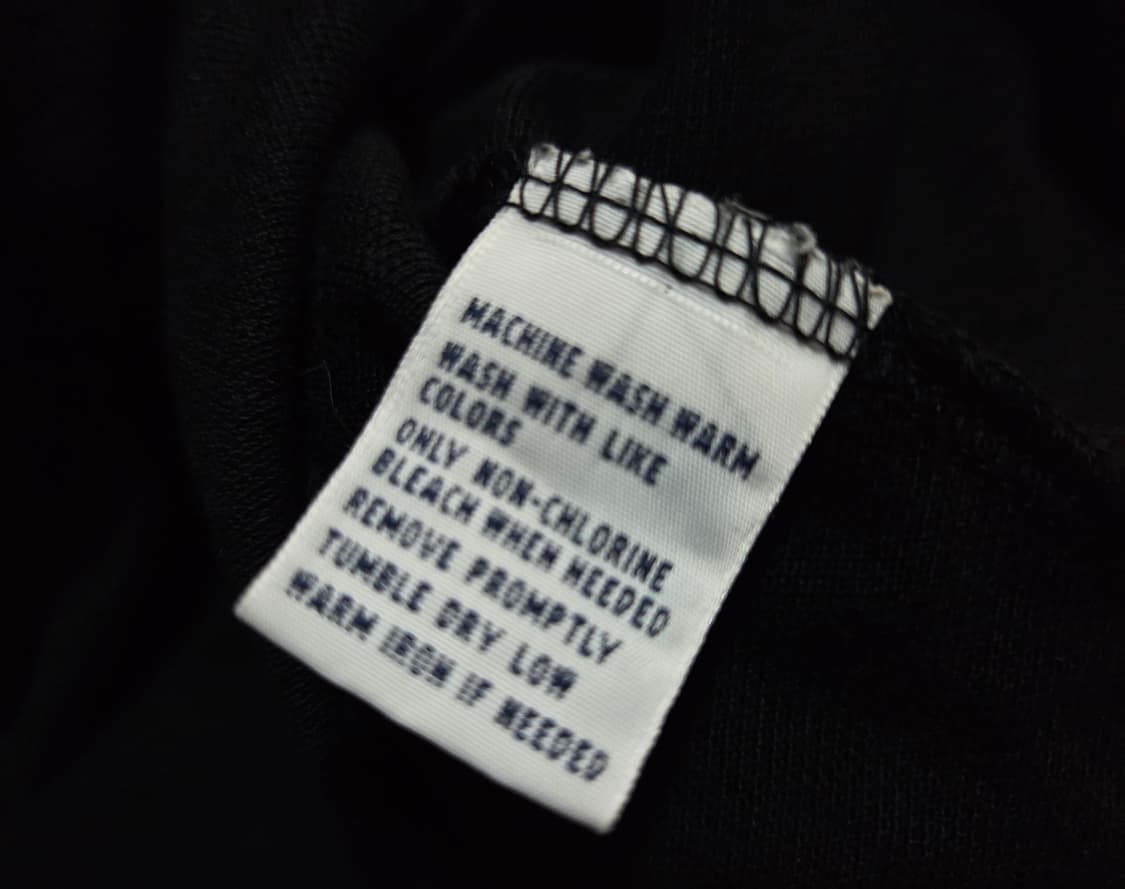 MACHINE WASH WARM
WASH WITH LIKE
COLORS
ONLY NON-CHLORINE
BLEACH WHEN NEEDED
REMOVE PROMPTLY
TUMBLE DRY LOW
WARM IRON IF NEEDED